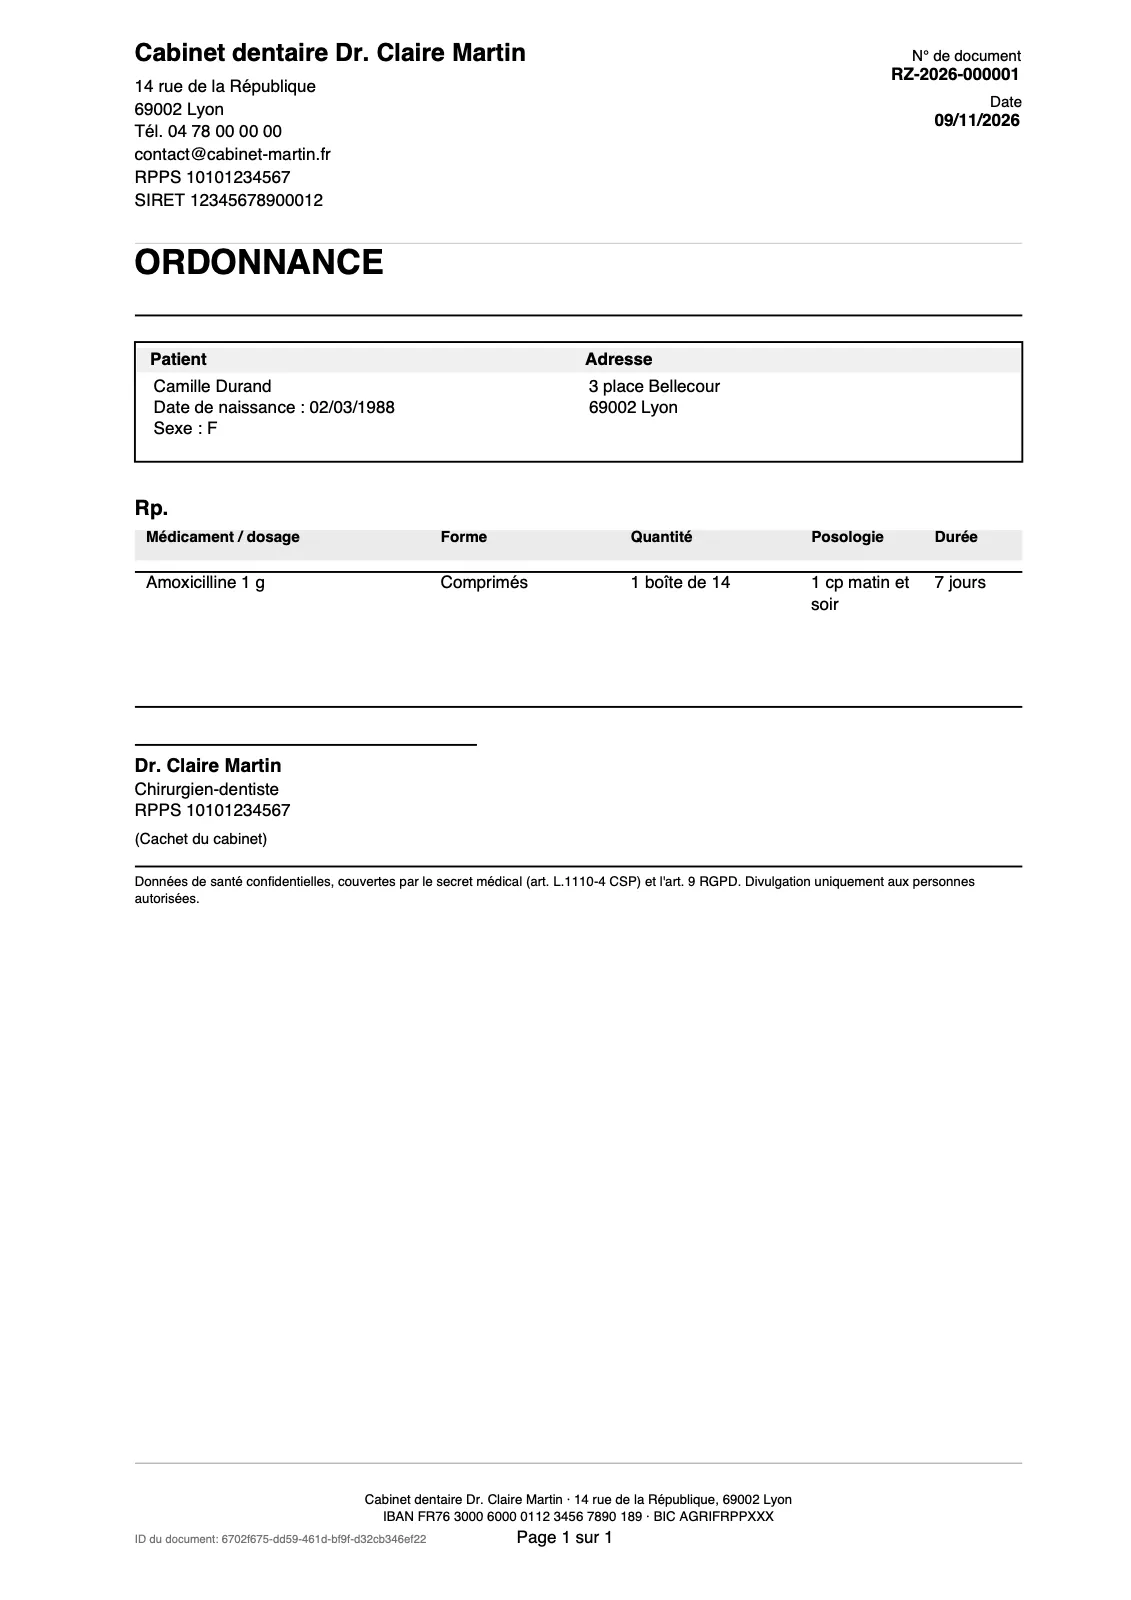 Cabinet dentaire Dr. Claire Martin
14 rue de la République
69002 Lyon
Tél. 04 78 00 00 00
contact@cabinet-martin.fr
RPPS 10101234567
SIRET 12345678900012
N° de document
RZ-2026-000001
Date
09/11/2026
ORDONNANCE
Patient Adresse
Camille Durand 3 place Bellecour
Date de naissance : 02/03/1988 69002 Lyon
Sexe : F
Rp.
Médicament / dosage Forme Quantité Posologie Durée
Amoxicilline 1 g Comprimés 1 boîte de 14 1 cp matin et 7 jours
soir
Dr. Claire Martin
Chirurgien-dentiste
RPPS 10101234567
(Cachet du cabinet)
Données de santé confidentielles, couvertes par le secret médical (art. L.1110-4 CSP) et l'art. 9 RGPD. Divulgation uniquement aux personnes
autorisées.
Cabinet dentaire Dr. Claire Martin · 14 rue de la République, 69002 Lyon
IBAN FR76 3000 6000 0112 3456 7890 189 · BIC AGRIFRPPXXX
ID du document: 6702f675-dd59-461d-bf9f-d32cb346ef22 Page 1 sur 1